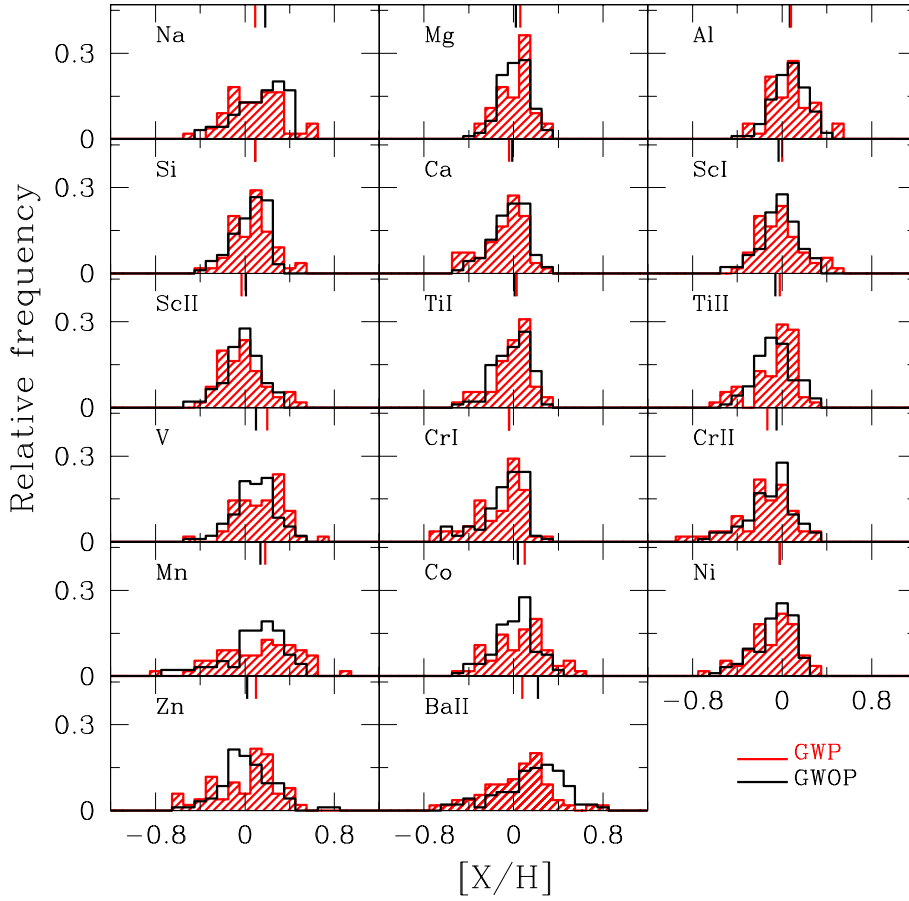 Na Mg Al
0.3
0
Si Ca ScI
0.3
0
ScII TiI TiII
0.3
0
V CrI CrII
0.3
0
Mn Co Ni
0.3
0
Zn BaII
0.3
0
−0.8 0 0.8
−0.8 0 0.8
−0.8 0 0.8
GWP
GWOP
Relative frequency
[X/H]